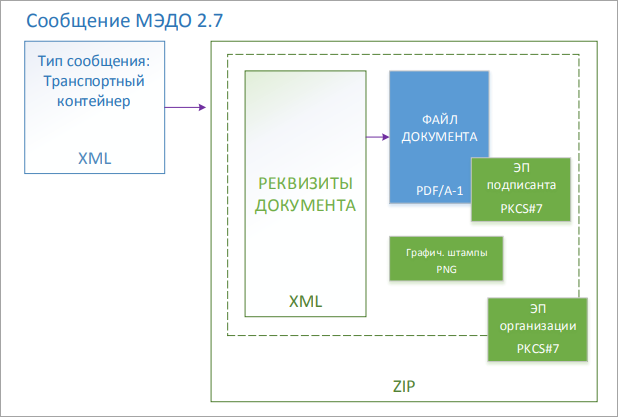 Сообщение МЭДО 2.7
Тип сообщения:
Транспортный
контейнер
XML
РЕКВИЗИТЫ
ДОКУМЕНТА
XML
ФАЙЛ
ДОКУМЕНТА
PDF/A-1
ЭП
подписанта
PKCS#7
Графич. штампы
PNG
ЭП
организации
PKCS#7
ZIP